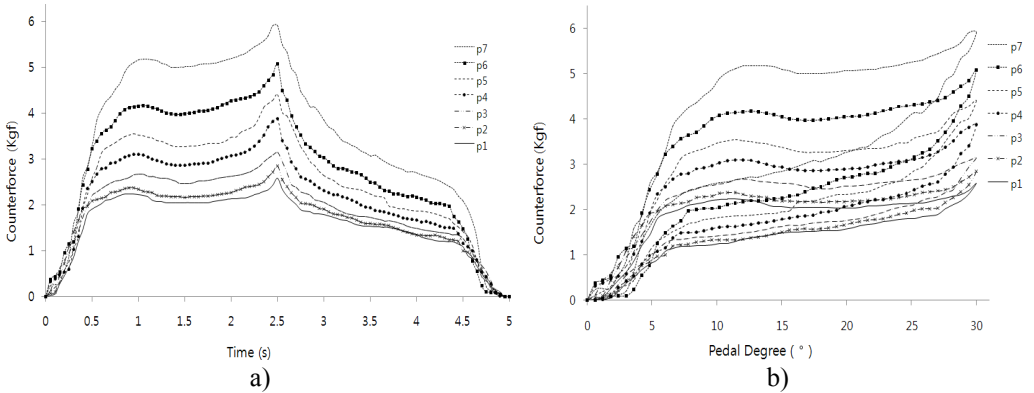 6
5
4
3
2
1
0
Counterforce (Kgf)
0 0.5 1 1.5 2 2.5 3 3.5 4 4.5 5
Time (s)
p7
p6
p5
p4
p3
p2
p1
a)
6
5
4
3
2
1
0
Counterforce (Kgf)
0 5 10 15 20 25 30
Pedal Degree ( ° )
p7
p6
p5
p4
p3
p2
p1
b)